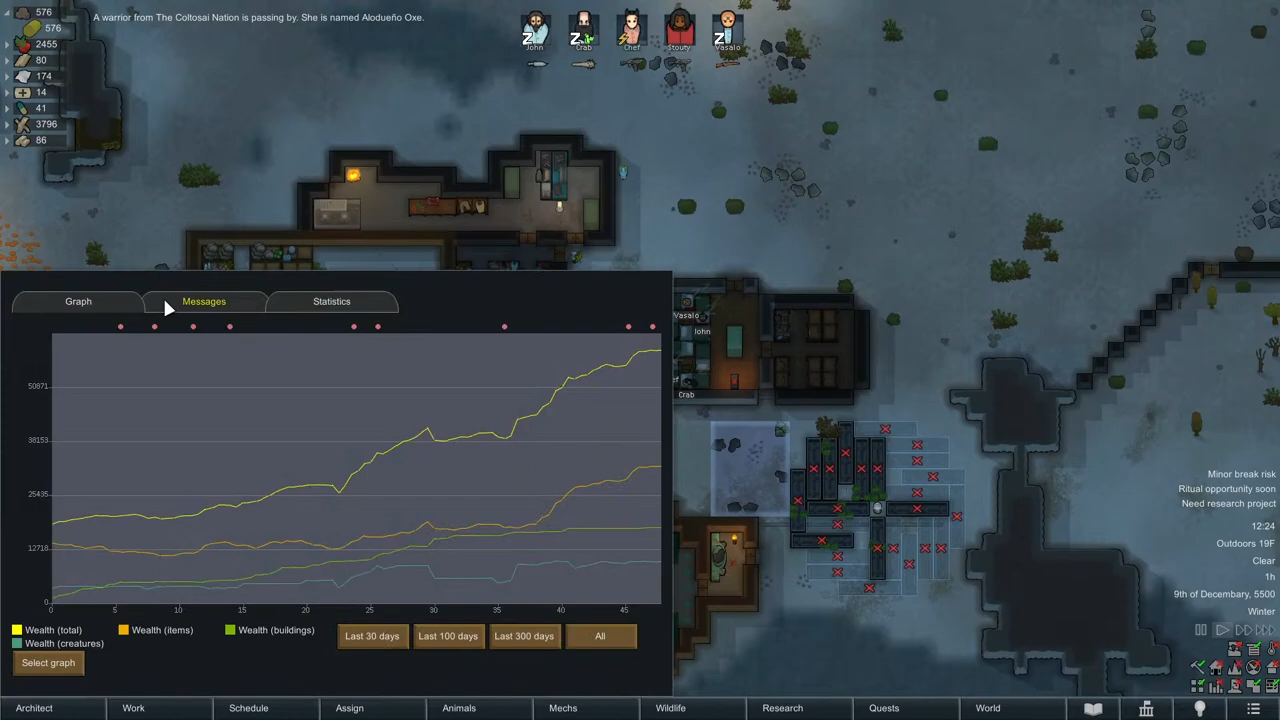 576
576
2455
80
174
14
41
3796
86
A warrior from The Coltosai Nation is passing by. She is named Alodueño Oxe.
John
Crab
Chef
Stouty
Vasalo
Graph
Messages
Statistics
50871
38153
25435
12718
0
0
5
10
15
20
25
30
35
40
45
Wealth (total)
Wealth (items)
Wealth (buildings)
Wealth (creatures)
Last 30 days
Last 100 days
Last 300 days
All
Select graph
Vasalo
John
Crab
Minor break risk
Ritual opportunity soon
Need research project
12:24
Outdoors 19F
Clear
1h
9th of Decembary, 5500
Winter
Architect
Work
Schedule
Assign
Animals
Mechs
Wildlife
Research
Quests
World